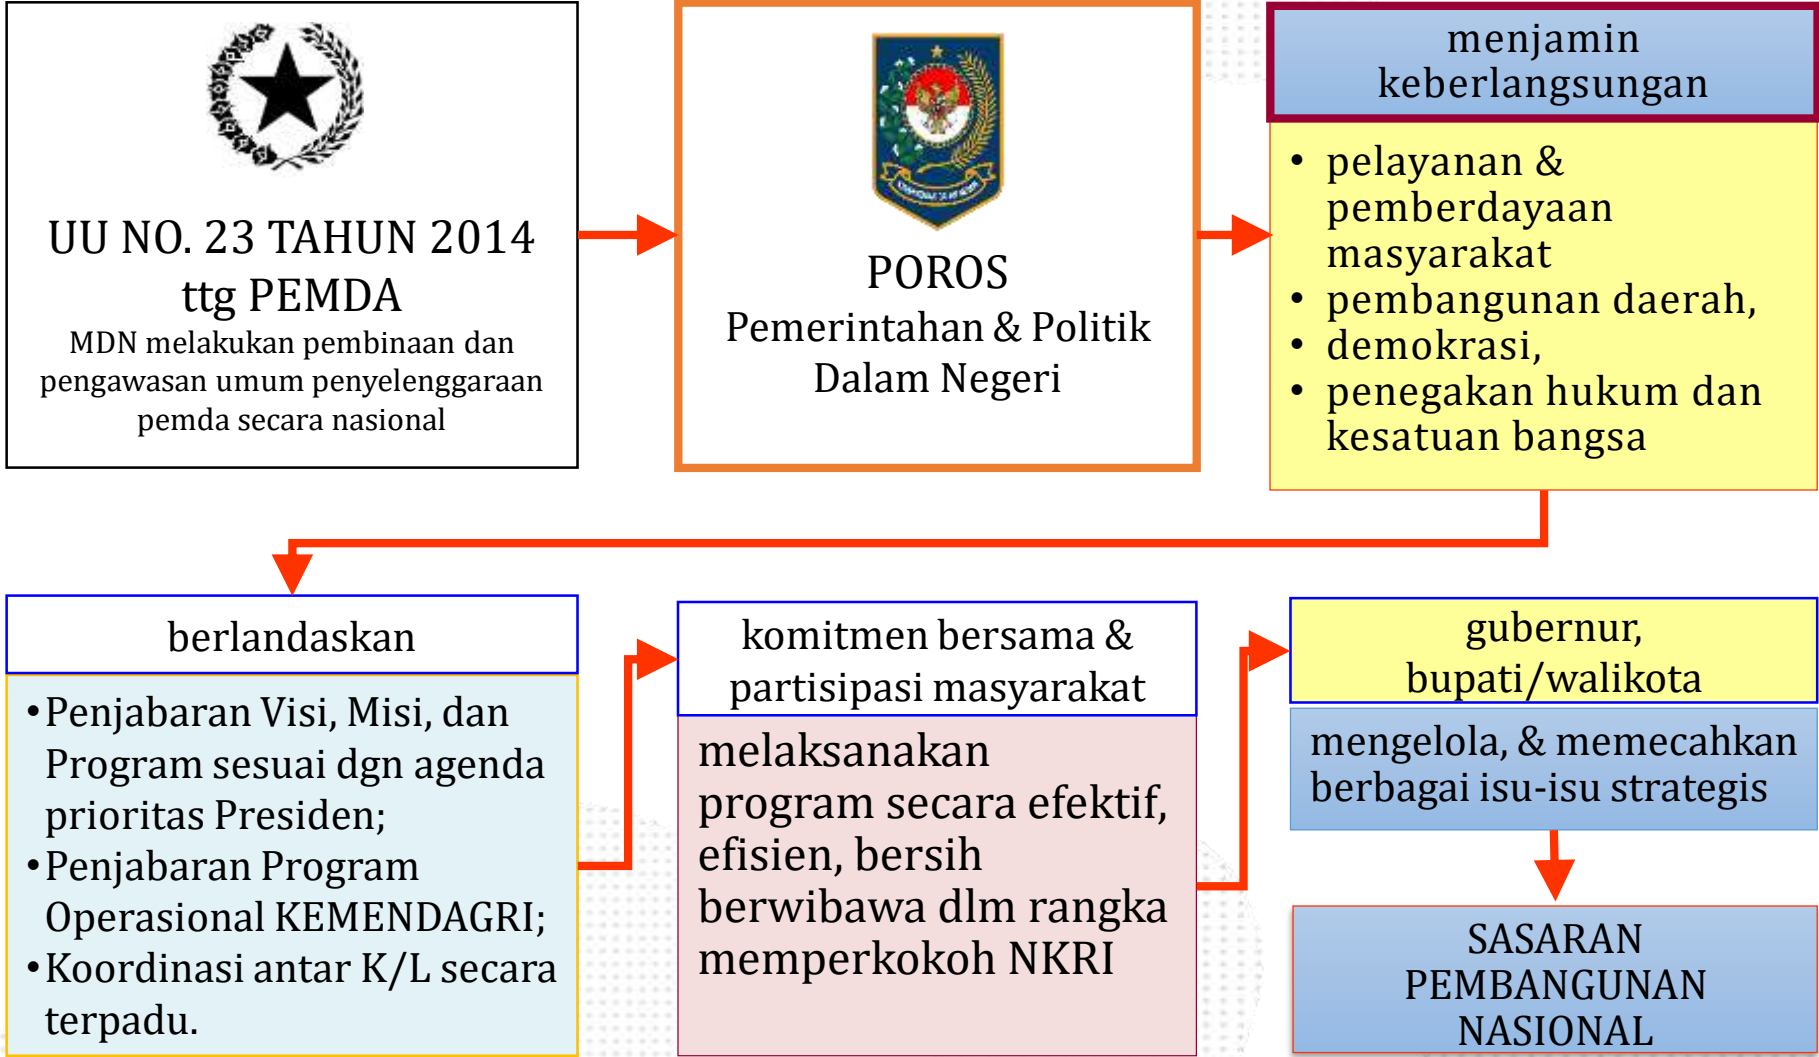 UU NO. 23 TAHUN 2014
ttg PEMDA
MDN melakukan pembinaan dan
pengawasan umum penyelenggaraan
pemda secara nasional
POROS
Pemerintahan & Politik
Dalam Negeri
menjamin
keberlangsungan
• pelayanan &
pemberdayaan
masyarakat
• pembangunan daerah,
• demokrasi,
• penegakan hukum dan
kesatuan bangsa
berlandaskan
•Penjabaran Visi, Misi, dan
Program sesuai dgn agenda
prioritas Presiden;
•Penjabaran Program
Operasional KEMENDAGRI;
•Koordinasi antar K/L secara
terpadu.
komitmen bersama &
partisipasi masyarakat
melaksanakan
program secara efektif,
efisien, bersih
berwibawa dlm rangka
memperkokoh NKRI
gubernur,
bupati/walikota
mengelola, & memecahkan
berbagai isu-isu strategis
SASARAN
PEMBANGUNAN
NASIONAL